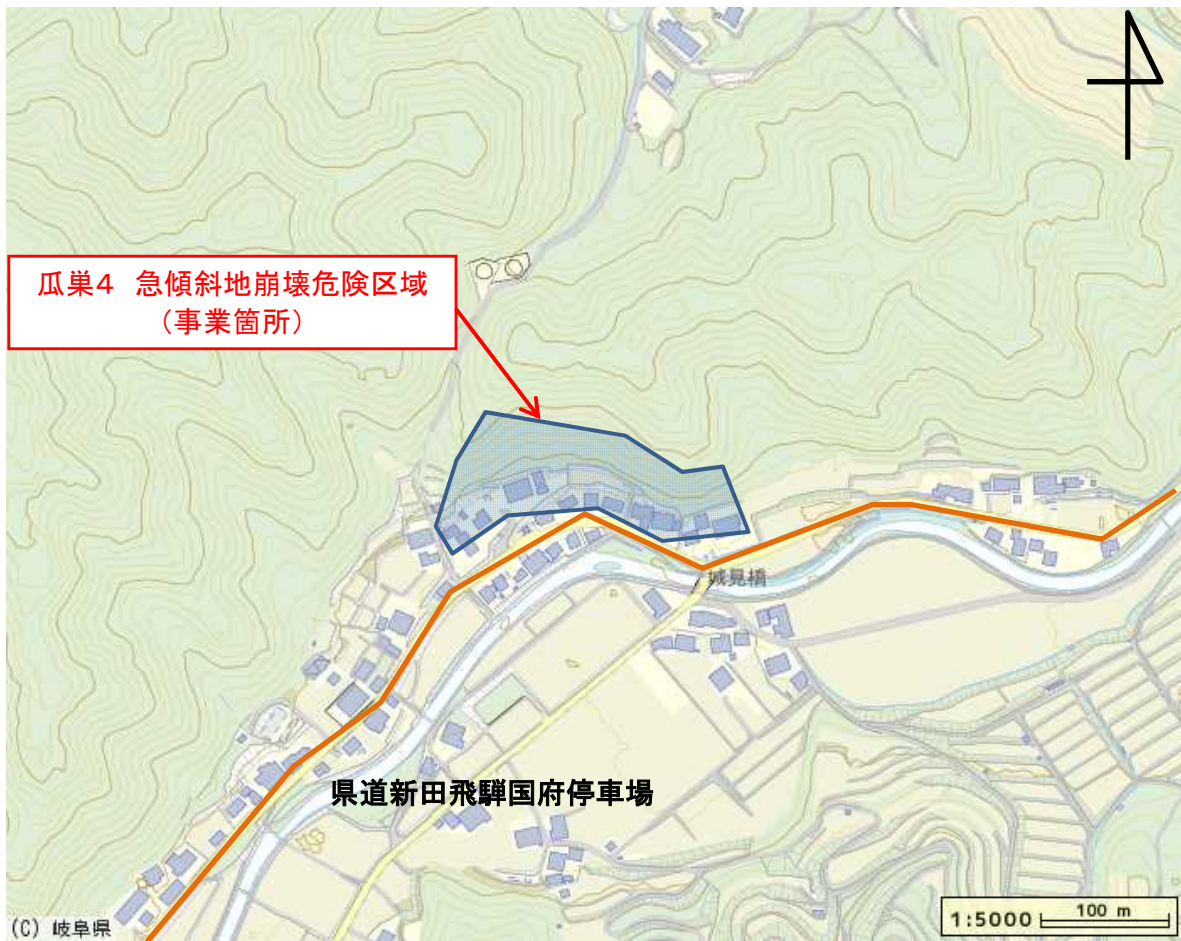 瓜巣4 急傾斜地崩壊危険区域
（事業箇所）
城見橋
県道新田飛騨国府停車場
(C) 岐阜県
1:5000 100 m